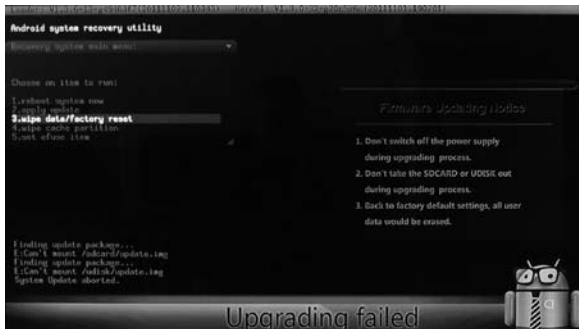 Android system recovery utility
Recovery system main menu:
Choose an item to run:
1.reboot system now
2.apply update
3.wipe data/factory reset
4.wipe cache partition
5.set efuse item
Firmware Updating Notice
1. Don't switch off the power supply
during upgrading process.
2. Don't take the SDCARD or UDISK out
during upgrading process.
3. Back to factory default settings, all user
data would be erased.
Finding update package...
E:Can't mount /sdcard/update.img
Finding update package...
E:Can't mount /udisk/update.img
System Update aborted.
Upgrading failed